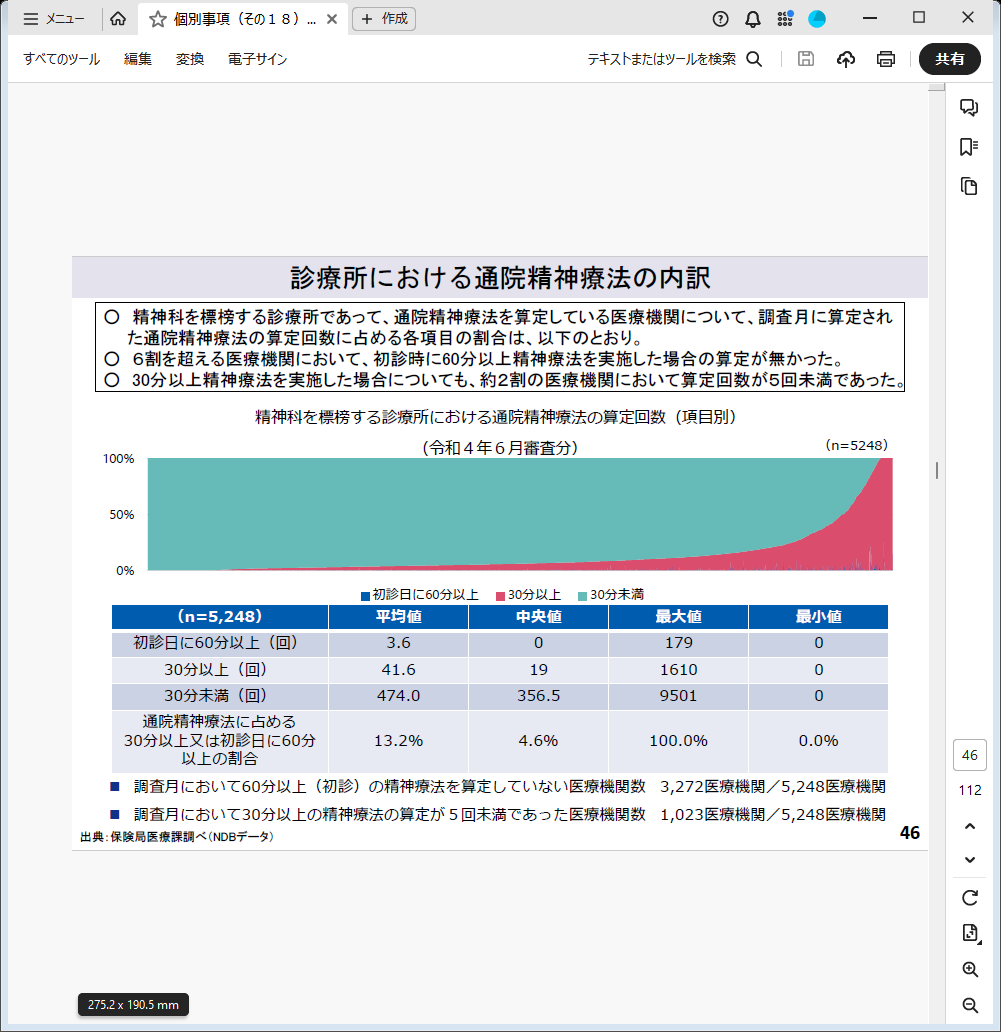 メニュー
個別事項（その１８）...
作成
すべてのツール 編集 変換 電子サイン
テキストまたはツールを検索
共有
診療所における通院精神療法の内訳
○ 精神科を標榜する診療所であって、通院精神療法を算定している医療機関について、調査月に算定され
た通院精神療法の算定回数に占める各項目の割合は、以下のとおり。
○ ６割を超える医療機関において、初診時に60分以上精神療法を実施した場合の算定が無かった。
○ 30分以上精神療法を実施した場合についても、約２割の医療機関において算定回数が５回未満であった。
精神科を標榜する診療所における通院精神療法の算定回数（項目別）
（令和４年６月審査分）
（n=5248）
100%
50%
0%
初診日に60分以上 30分以上 30分未満
（n=5,248） 平均値 中央値 最大値 最小値
初診日に60分以上（回） 3.6 0 179 0
30分以上（回） 41.6 19 1610 0
30分未満（回） 474.0 356.5 9501 0
通院精神療法に占める
30分以上又は初診日に60分
以上の割合
13.2% 4.6% 100.0% 0.0%
■ 調査月において60分以上（初診）の精神療法を算定していない医療機関数 3,272医療機関／5,248医療機関
■ 調査月において30分以上の精神療法の算定が５回未満であった医療機関数 1,023医療機関／5,248医療機関
出典：保険局医療課調べ（NDBデータ）
46
46
112
275.2 x 190.5 mm